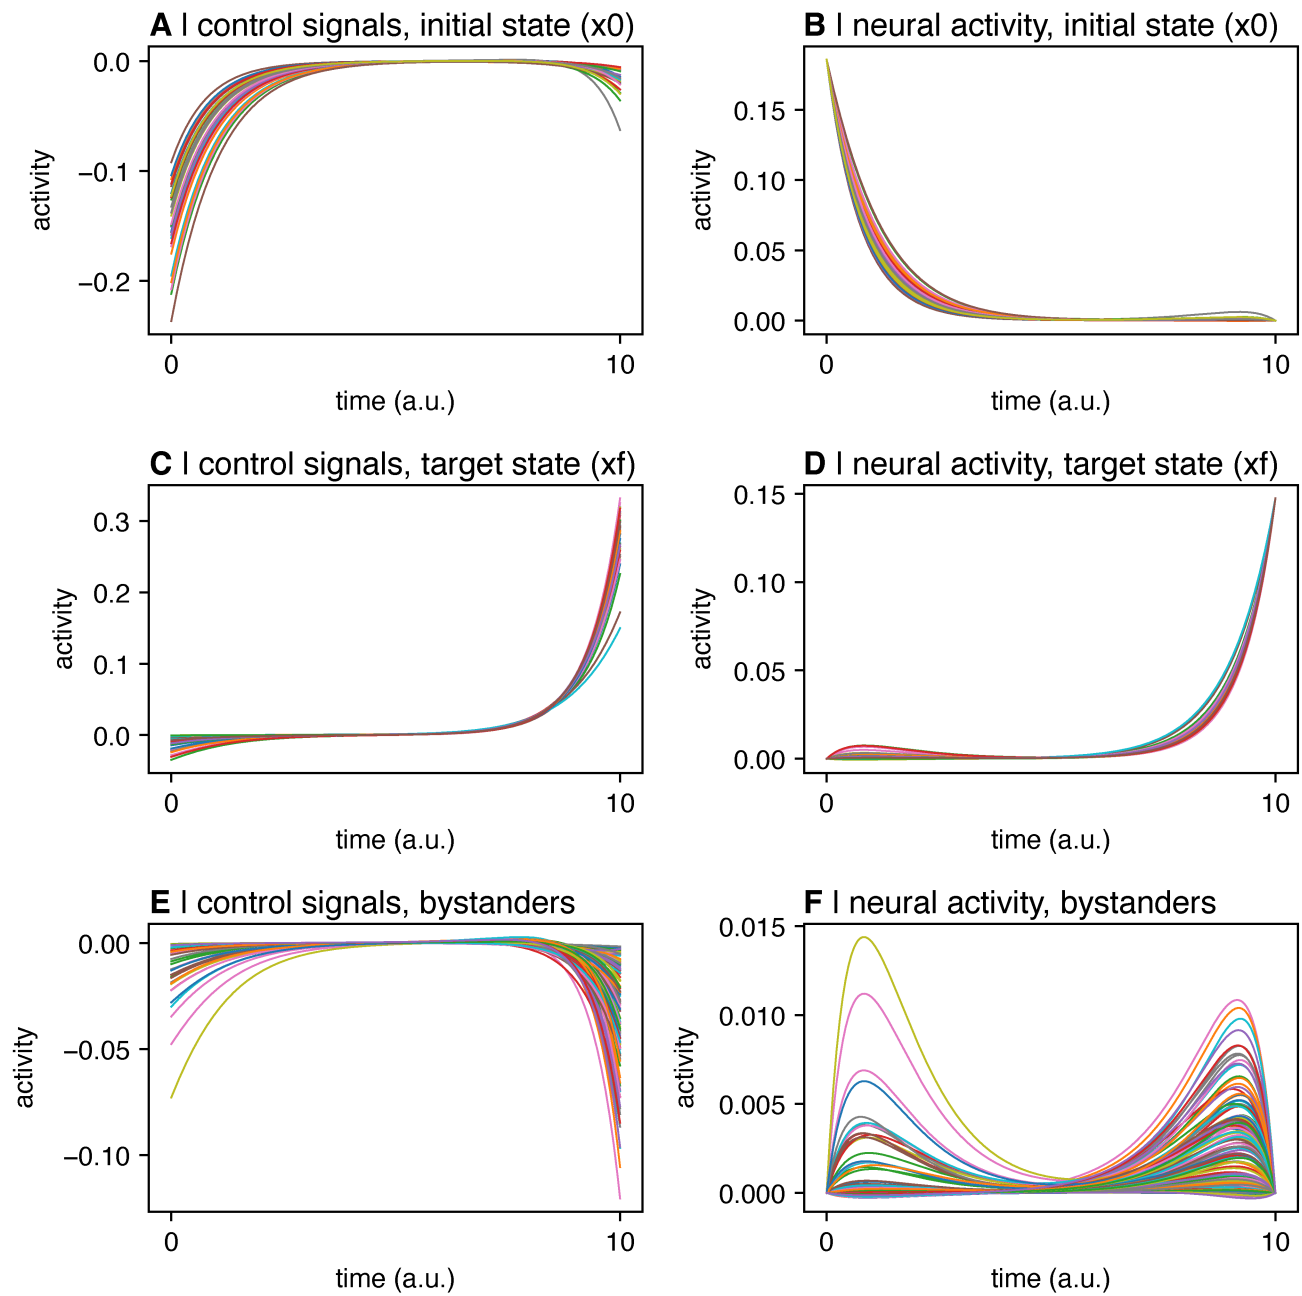 A | control signals, initial state (x0)
0.0
−0.1
−0.2
activity
0
10
time (a.u.)
B | neural activity, initial state (x0)
0.15
0.10
0.05
0.00
activity
0
10
time (a.u.)
C | control signals, target state (xf)
0.3
0.2
0.1
0.0
activity
0
10
time (a.u.)
D | neural activity, target state (xf)
0.15
0.10
0.05
0.00
activity
0
10
time (a.u.)
E | control signals, bystanders
0.00
−0.05
−0.10
activity
0
10
time (a.u.)
F | neural activity, bystanders
0.015
0.010
0.005
0.000
activity
0
10
time (a.u.)